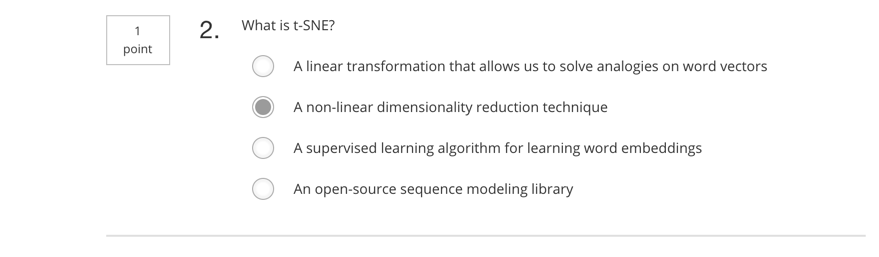 1
point
2.
What is t-SNE?
A linear transformation that allows us to solve analogies on word vectors
A non-linear dimensionality reduction technique
A supervised learning algorithm for learning word embeddings
An open-source sequence modeling library